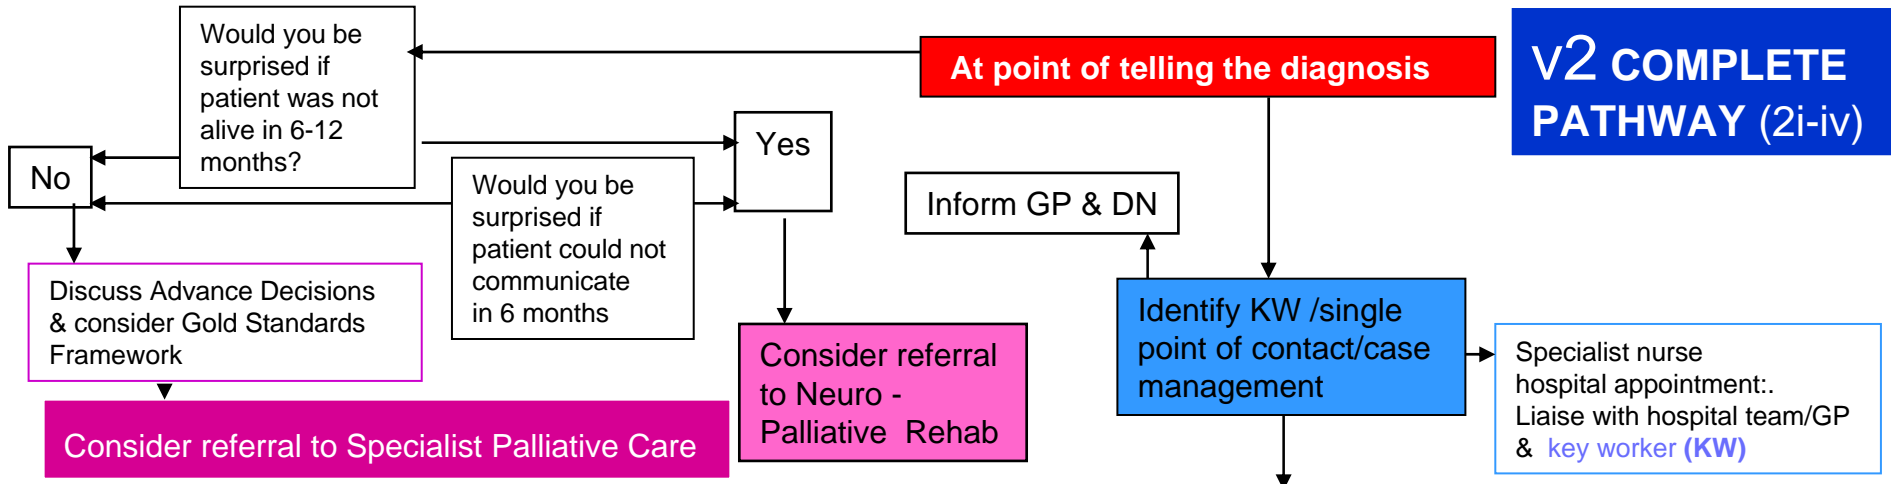 Would you be
surprised if
patient was not
alive in 6-12
months?
At point of telling the diagnosis
v2 COMPLETE
PATHWAY (2i-iv)
No
Yes
Would you be
surprised if
patient could not
communicate
in 6 months
Inform GP & DN
Discuss Advance Decisions
& consider Gold Standards
Framework
Consider referral to Specialist Palliative Care
Consider referral
to Neuro -
Palliative Rehab
Identify KW /single
point of contact/case
management
Specialist nurse
hospital appointment:.
Liaise with hospital team/GP
& key worker (KW)